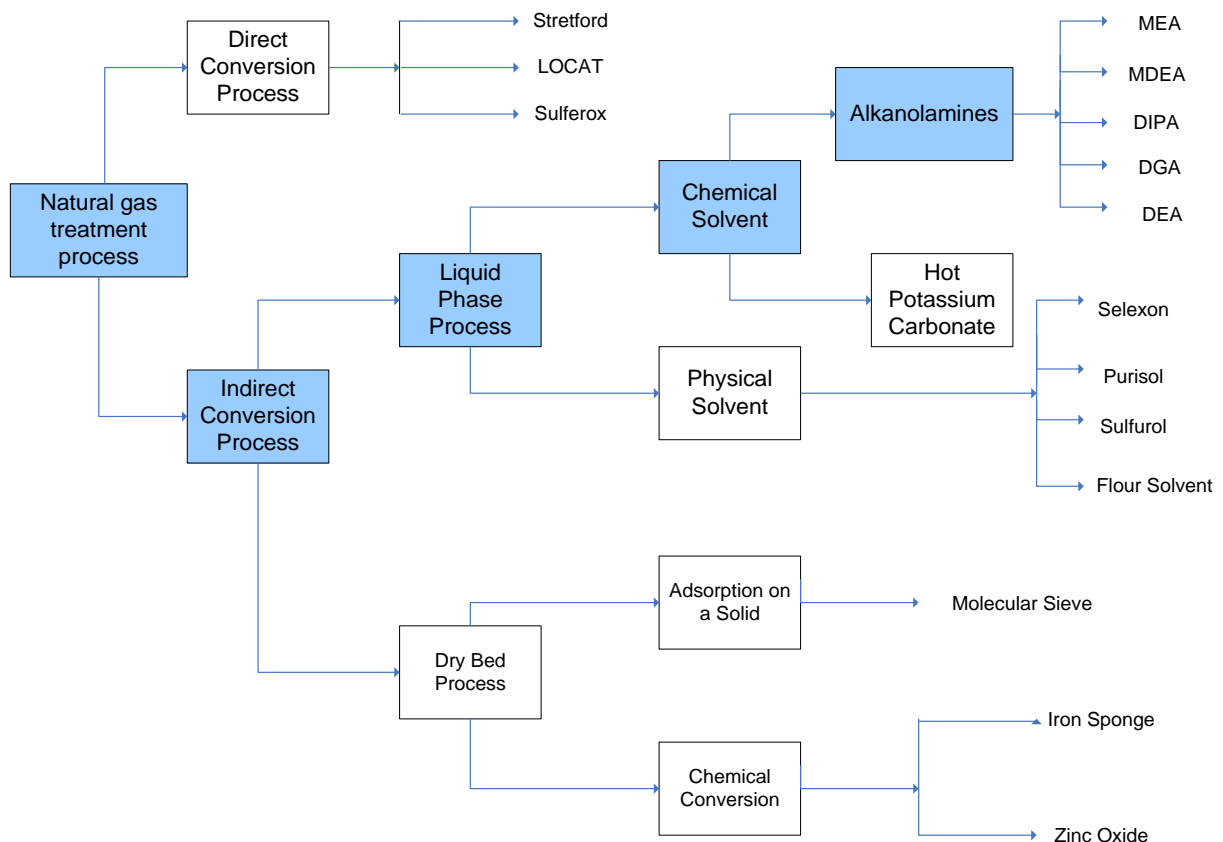 Direct
Conversion
Process
Stretford
LOCAT
Sulferox
Natural gas
treatment
process
Indirect
Conversion
Process
Liquid
Phase
Process
Chemical
Solvent
Alkanolamines
MEA
MDEA
DIPA
DGA
DEA
Hot
Potassium
Carbonate
Physical
Solvent
Selexon
Purisol
Sulfurol
Flour Solvent
Dry Bed
Process
Adsorption on
a Solid
Molecular Sieve
Chemical
Conversion
Iron Sponge
Zinc Oxide